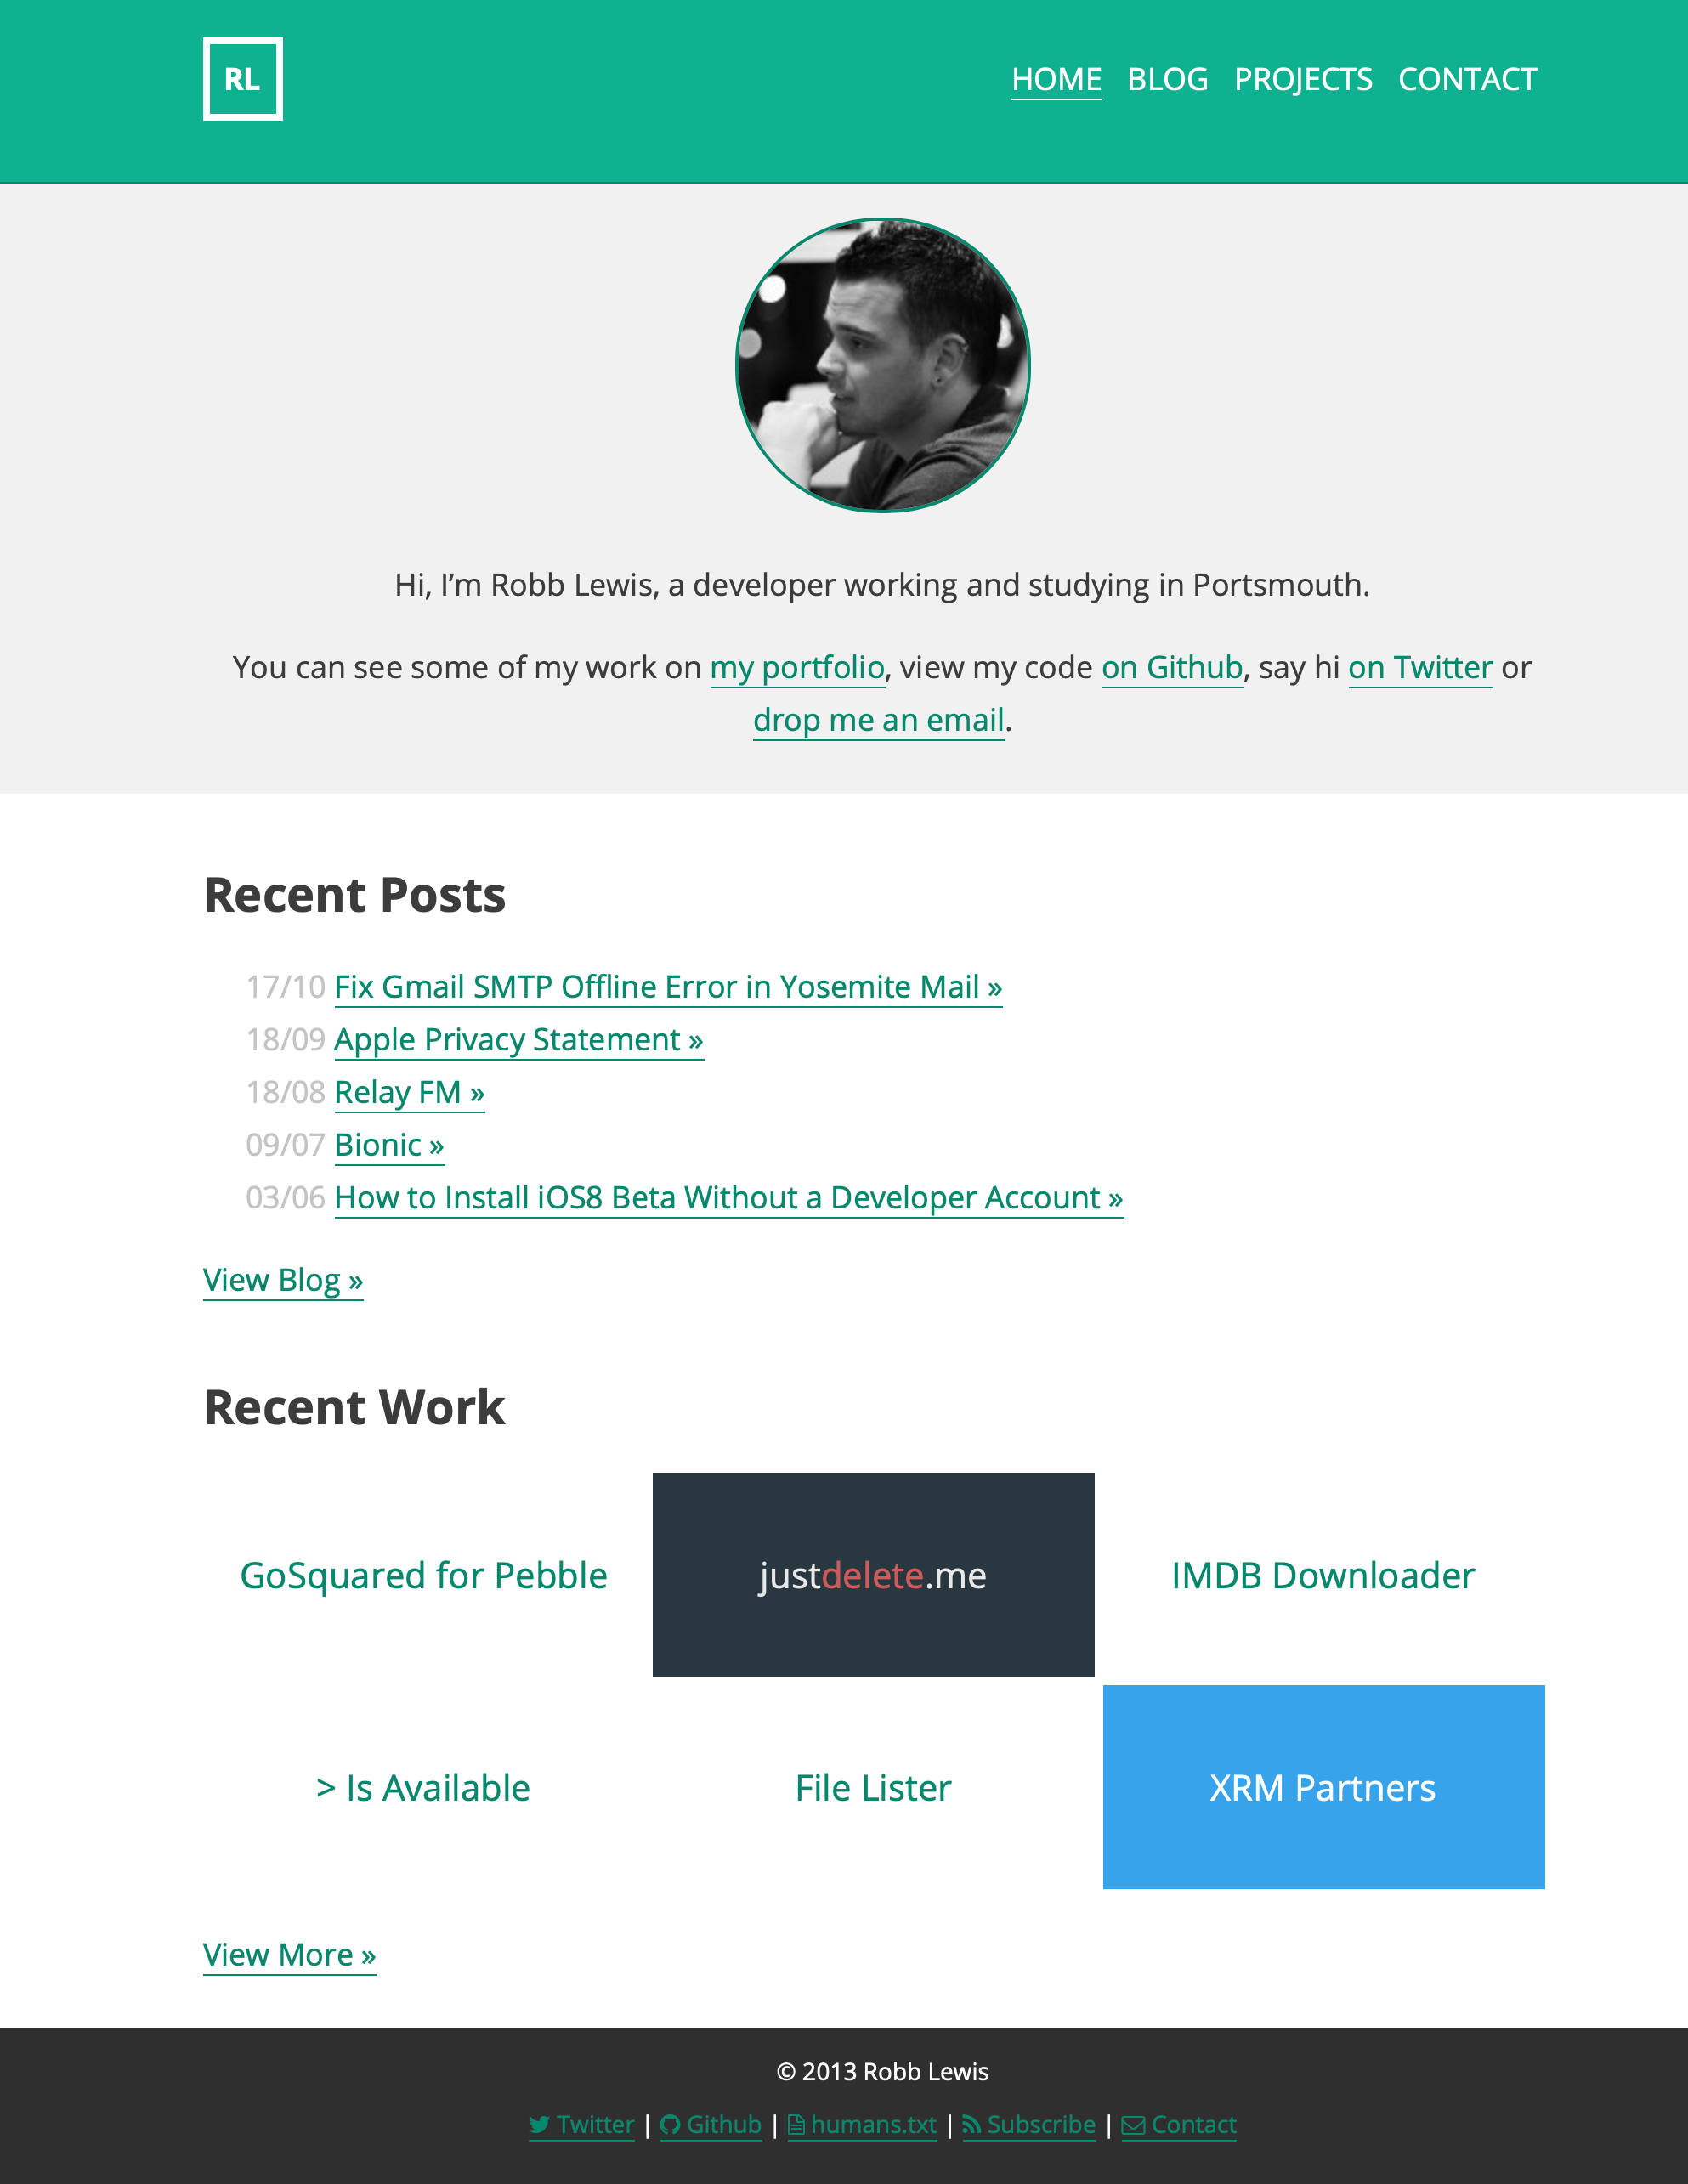 RL
HOME BLOG PROJECTS CONTACT
Hi, I’m Robb Lewis, a developer working and studying in Portsmouth.
You can see some of my work on my portfolio, view my code on Github, say hi on Twitter or
drop me an email.
Recent Posts
17/10 Fix Gmail SMTP Offline Error in Yosemite Mail »
18/09 Apple Privacy Statement »
18/08 Relay FM »
09/07 Bionic »
03/06 How to Install iOS8 Beta Without a Developer Account »
View Blog »
Recent Work
GoSquared for Pebble justdelete.me IMDB Downloader
> Is Available File Lister XRM Partners
View More »
© 2013 Robb Lewis
Twitter | Github | humans.txt | Subscribe | Contact